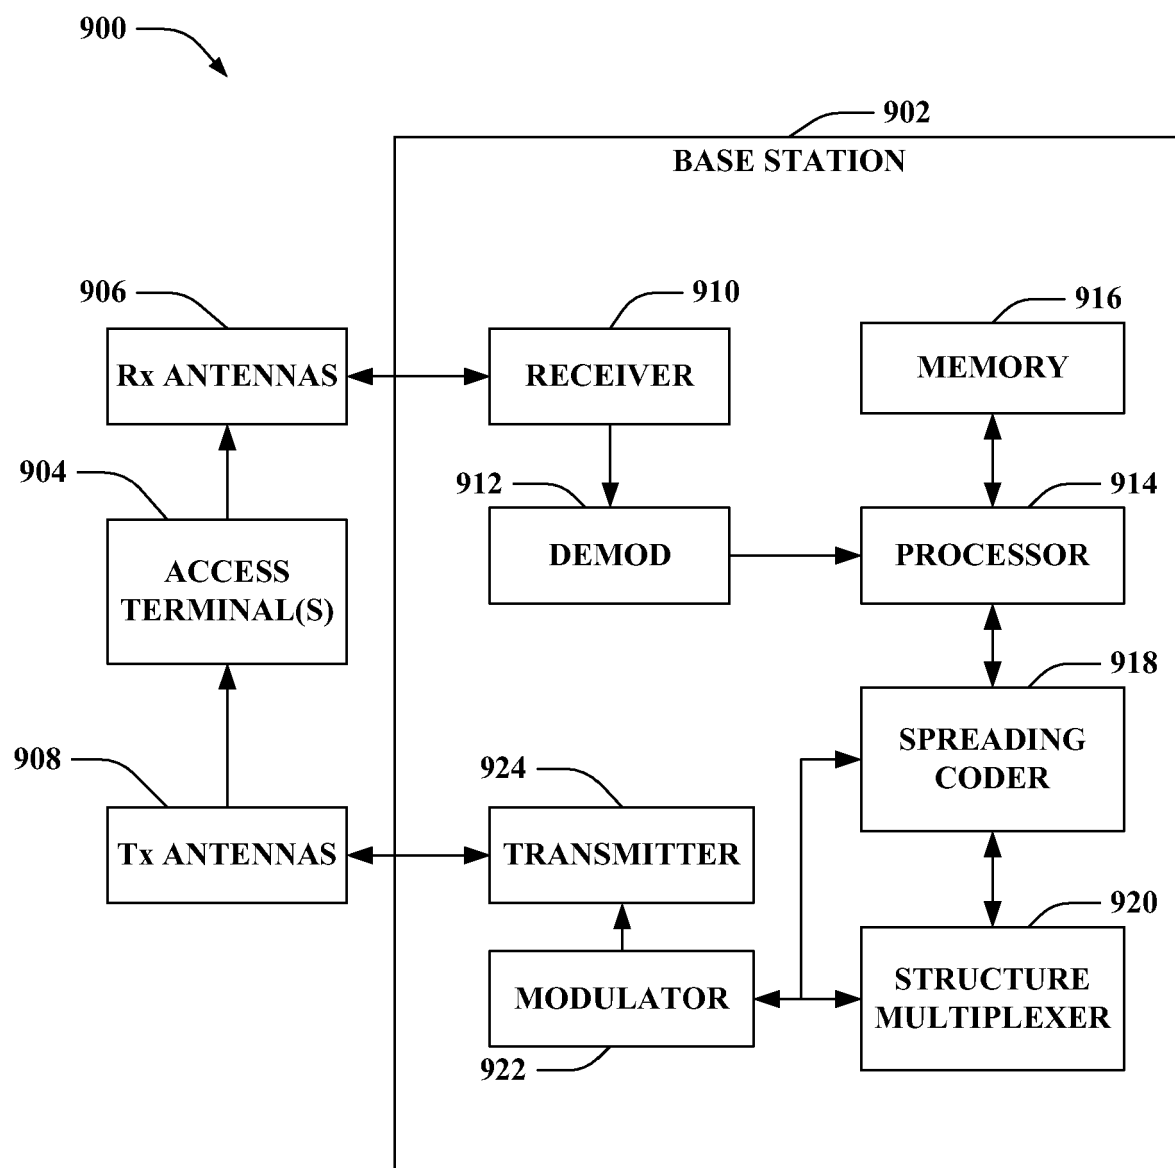 900
902
BASE STATION
906
910
916
Rx ANTENNAS
RECEIVER
MEMORY
904
912
914
ACCESS
TERMINAL(S)
DEMOD
PROCESSOR
918
908
924
SPREADING
CODER
Tx ANTENNAS
TRANSMITTER
920
MODULATOR
STRUCTURE
MULTIPLEXER
922